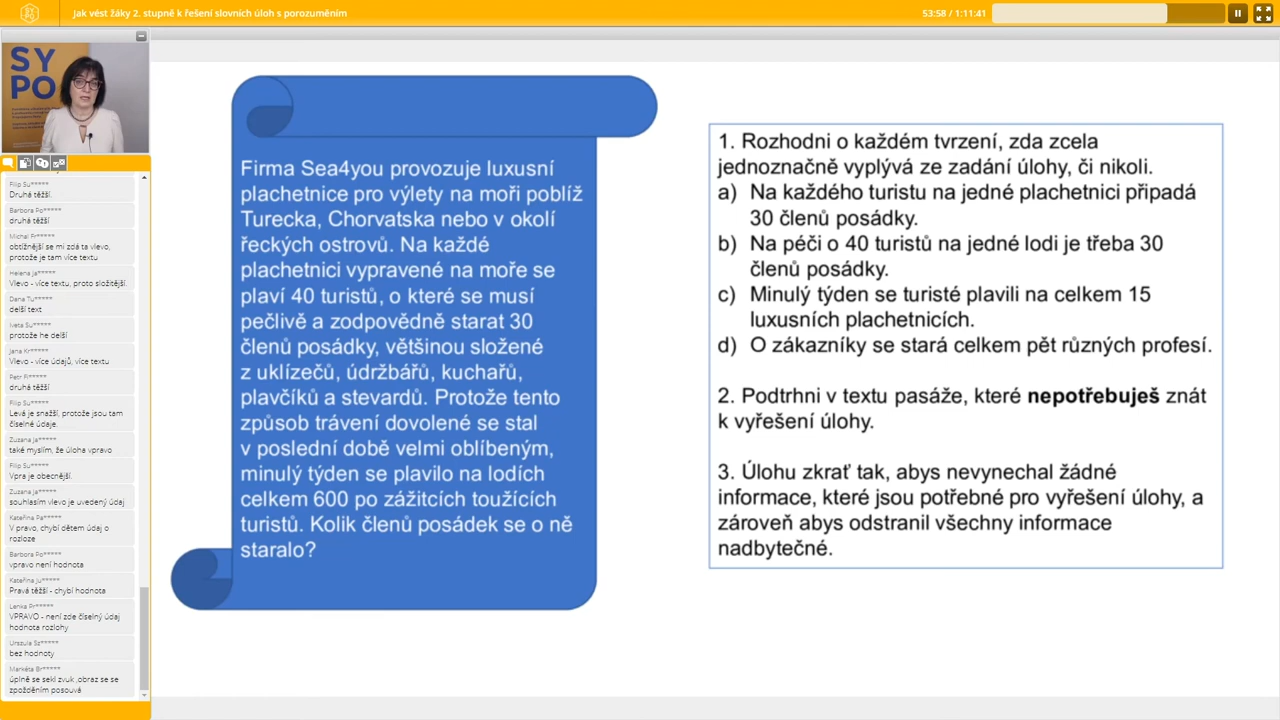 Jak vést žáky 2. stupně k řešení slovních úloh s porozuměním
53:58 / 1:11:41
SY
PO
Filip Su*****
Druhá těžší.
Barbora Po*****
druhá těžší
Michal Fr*****
obtížnější se mi zdá ta vlevo,
protože je tam více textu
Helena Ja*****
Vlevo - více textu, proto složitější.
Dana Tu*****
delší text
Iveta Su*****
protože he delší
Jana Kr*****
Vlevo - více údajů, více textu
Petr Fi*****
druhá těžší
Filip Su*****
Levá je snažší, protože jsou tam
číselné údaje.
Zuzana Ja*****
také myslím, že úloha vpravo
Filip Su*****
Vpra je obecnější.
Zuzana Ja*****
souhlasím vlevo je uvedený údaj
Kateřina Pa*****
V pravo, chybí dětem údaj o
rozloze
Barbora Po*****
vpravo není hodnota
Kateřina Ju*****
Pravá těžší - chybí hodnota
Lenka Pr*****
VPRAVO - není zde číselný údaj
hodnota rozlohy
Urszula Sz*****
bez hodnoty
Markéta Br*****
úplně se sekl zvuk ,obraz se se
zpožděním posouvá
Firma Sea4you provozuje luxusní
plachetnice pro výlety na moři poblíž
Turecka, Chorvatska nebo v okolí
řeckých ostrovů. Na každé
plachetnici vypravené na moře se
plaví 40 turistů, o které se musí
pečlivě a zodpovědně starat 30
členů posádky, většinou složené
z uklízečů, údržbářů, kuchařů,
plavčíků a stevardů. Protože tento
způsob trávení dovolené se stal
v poslední době velmi oblíbeným,
minulý týden se plavilo na lodích
celkem 600 po zážitcích toužících
turistů. Kolik členů posádek se o ně
staralo?
1. Rozhodni o každém tvrzení, zda zcela
jednoznačně vyplývá ze zadání úlohy, či nikoli.
a) Na každého turistu na jedné plachetnici připadá
30 členů posádky.
b) Na péči o 40 turistů na jedné lodi je třeba 30
členů posádky.
c) Minulý týden se turisté plavili na celkem 15
luxusních plachetnicích.
d) O zákazníky se stará celkem pět různých profesí.
2. Podtrhni v textu pasáže, které nepotřebuješ znát
k vyřešení úlohy.
3. Úlohu zkrať tak, abys nevynechal žádné
informace, které jsou potřebné pro vyřešení úlohy, a
zároveň abys odstranil všechny informace
nadbytečné.